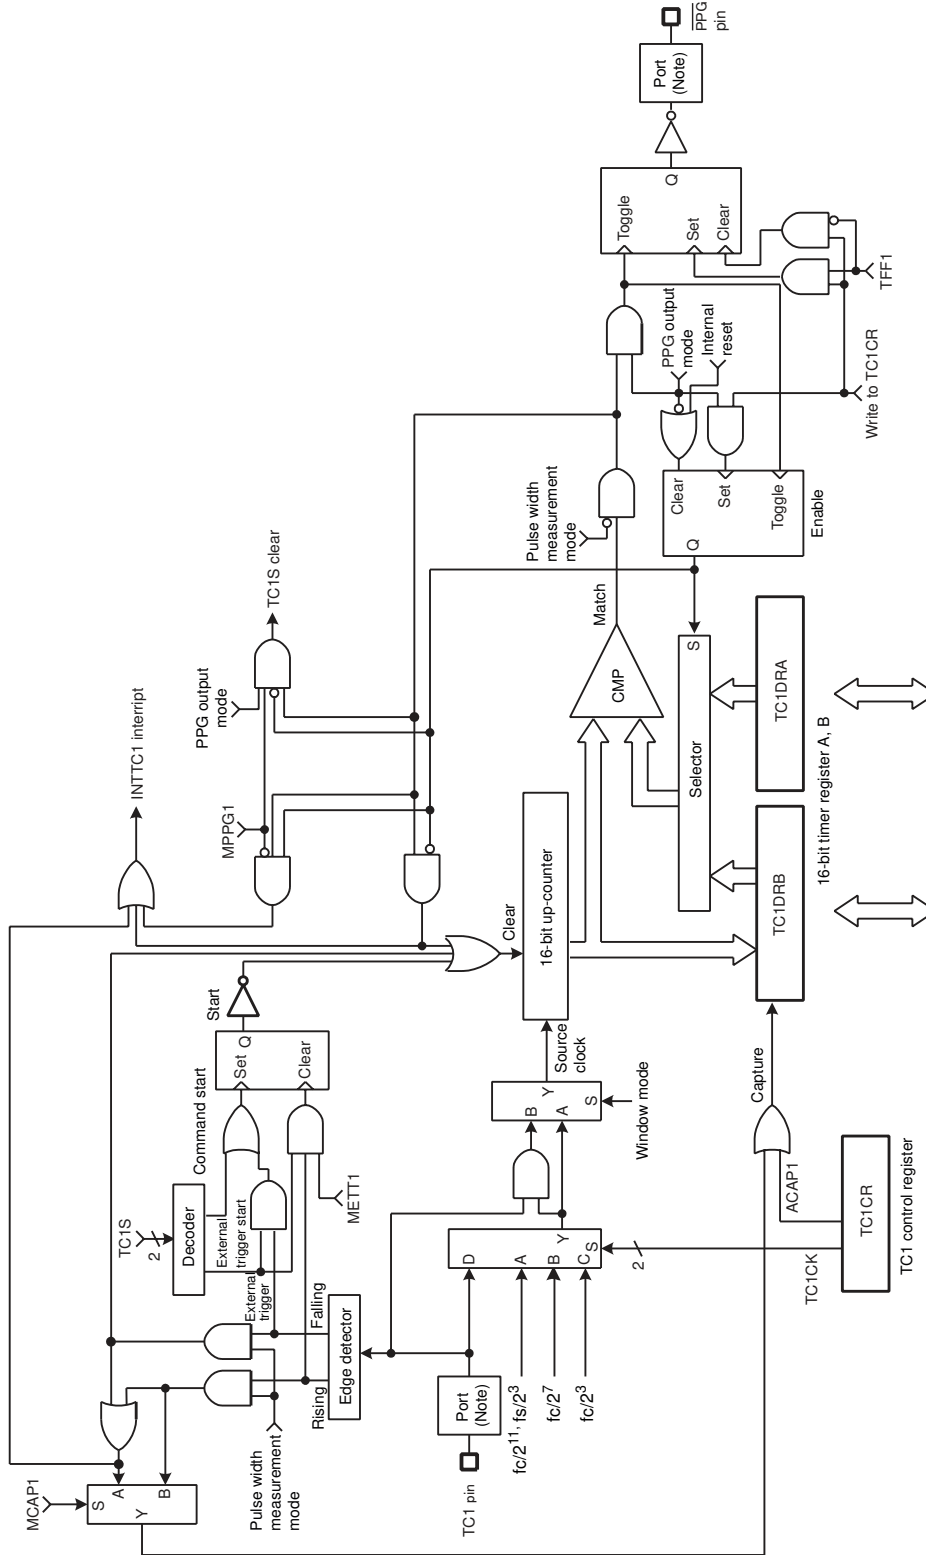 MCAP1
S
A
B
Y
Pulse width
measurement
mode
TC1S
2
Decoder
External
trigger start
External
trigger
Rising
Falling
Edge detector
METT1
Command start
Set
Q
Clear
Start
INTTC1 interript
MPPG1
PPG output
mode
TC1S clear
TC1 pin
Port
(Note)
fc/2^11, fs/2^3
fc/2^7
fc/2^3
D
A
B
C
S
Y
2
TC1CK
B
A
Y
S
Window mode
Source
clock
Clear
16-bit up-counter
CMP
Match
Pulse width
measurement
mode
Selector
S
Capture
ACAP1
TC1CR
TC1 control register
TC1DRB
TC1DRA
16-bit timer register A, B
Q
Clear
Set
Toggle
Enable
PPG output
mode
Internal
reset
Write to TC1CR
TFF1
Toggle
Set
Clear
Q
Port
(Note)
PPG
pin